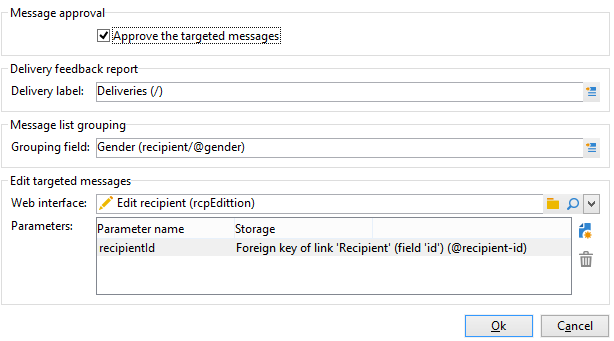 Message approval
Approve the targeted messages
Delivery feedback report
Delivery label: Deliveries (/)
Message list grouping
Grouping field: Gender (recipient/@gender)
Edit targeted messages
Web interface: Edit recipient (rcpEdittion)
Parameters: Parameter name Storage
recipientId Foreign key of link 'Recipient' (field 'id') (@recipient-id)
Ok Cancel